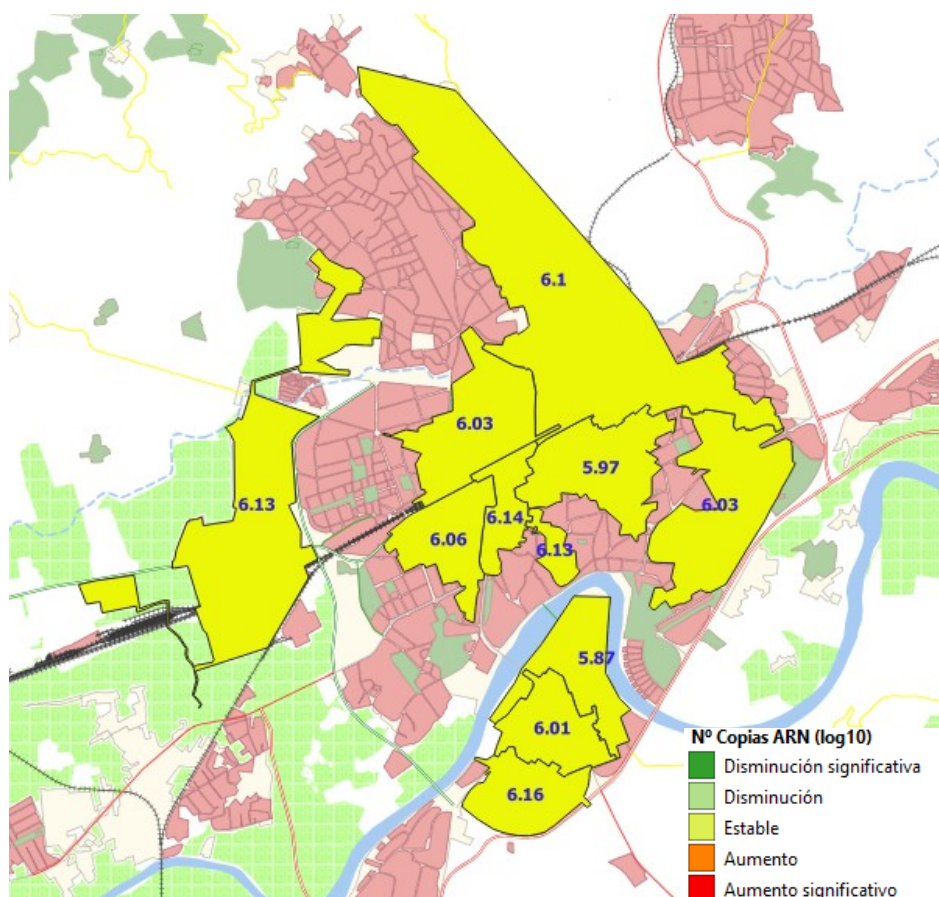 6.1
6.03
5.97
6.13
6.03
6.14
6.06
6.13
5.87
6.01
6.16
Nº Copias ARN (log10)
Disminución significativa
Disminución
Estable
Aumento
Aumento significativo